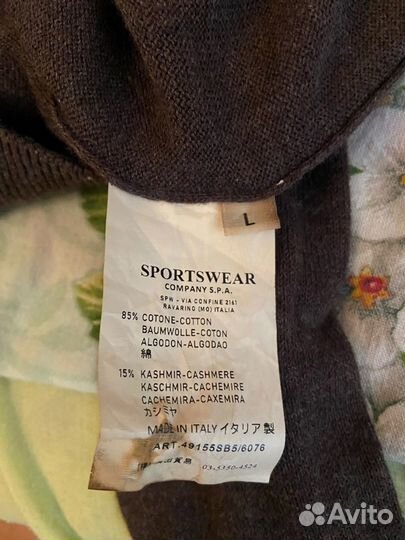 L
SPORTSWEAR
COMPANY S.P.A.
SPW - VIA CONFINE 2161
RAVARINO (MO) ITALIA
85% COTONE-COTTON
BAUMWOLLE-COTON
ALGODON-ALGODAO
綿
15% KASHMIR-CASHMERE
KASCHMIR-CACHEMIRE
CACHEMIRA-CAXEMIRA
カシミヤ
MADE IN ITALY イタリア製
ART. 49155SB5/6076
貿易 03-5350-4524
Avito